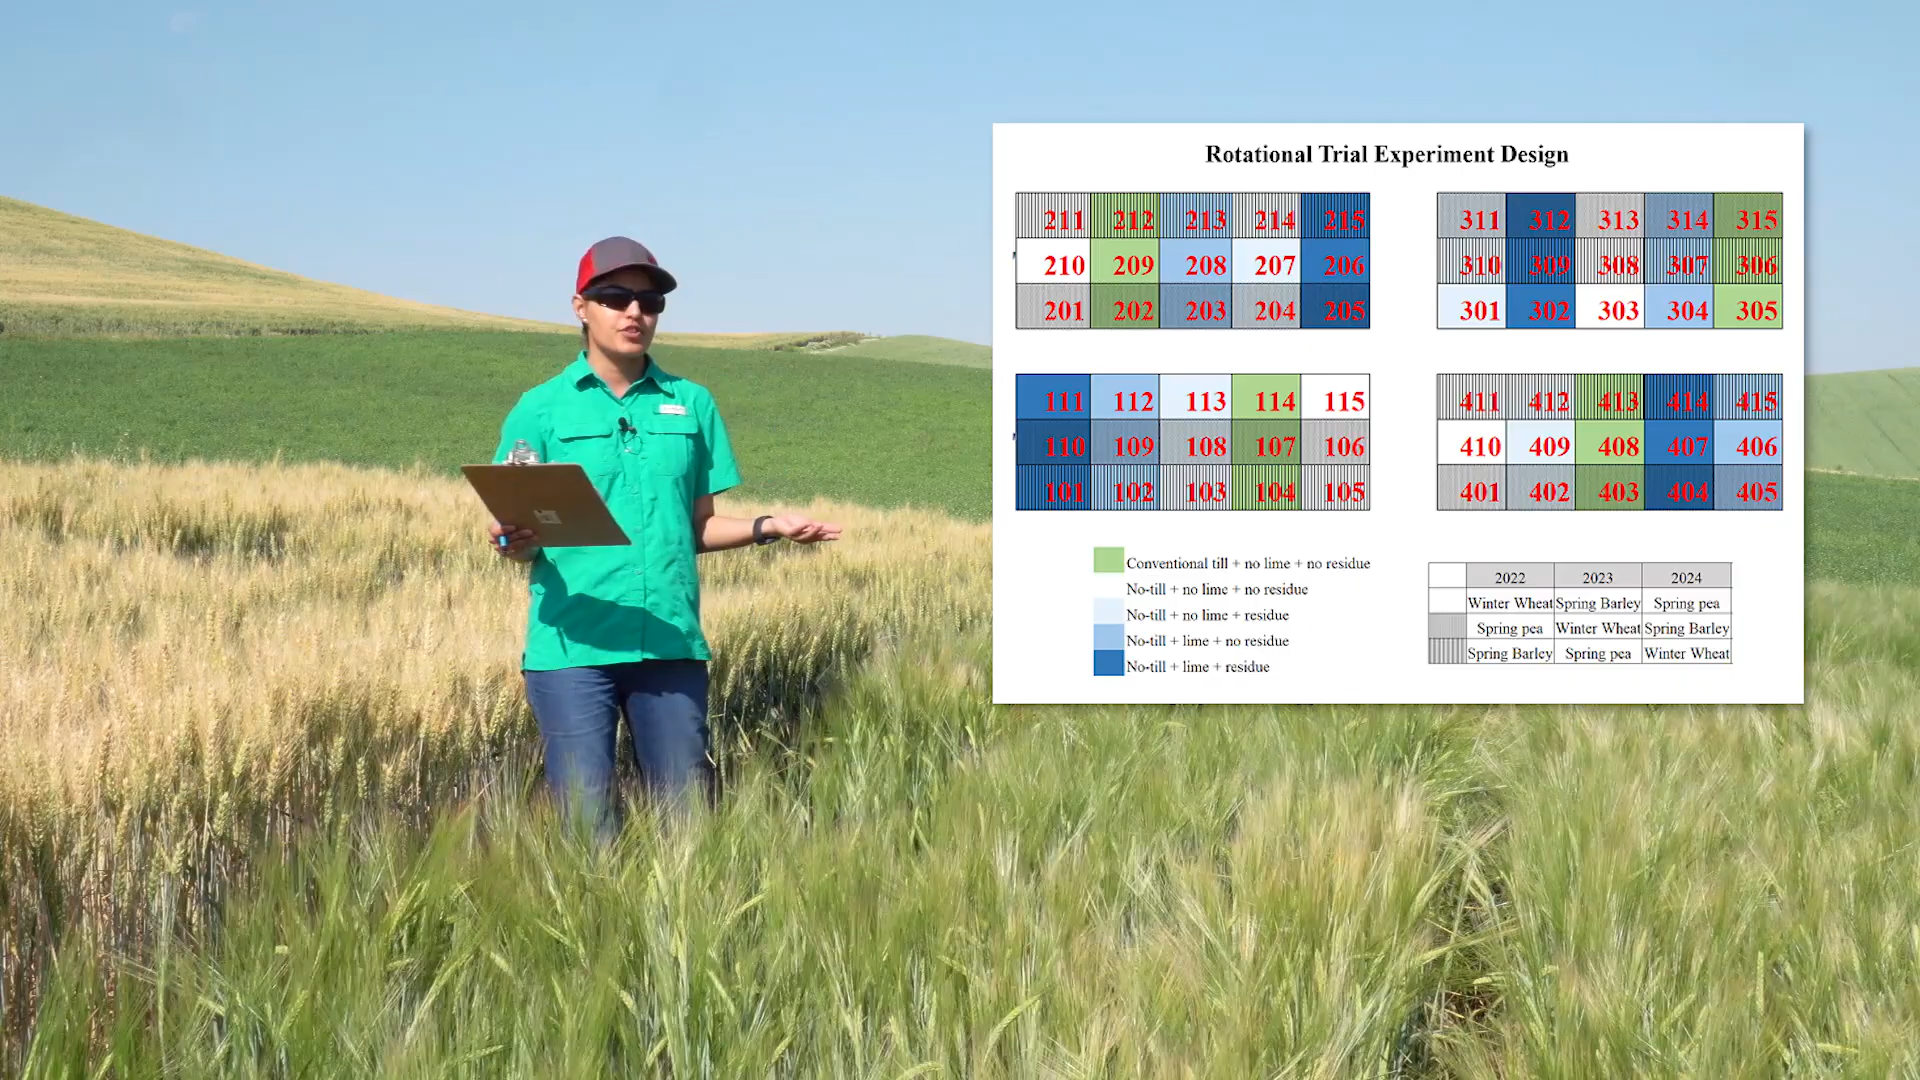 Rotational Trial Experiment Design
211 212 213 214 215
210 209 208 207 206
201 202 203 204 205
311 312 313 314 315
310 309 308 307 306
301 302 303 304 305
111 112 113 114 115
110 109 108 107 106
101 102 103 104 105
411 412 413 414 415
410 409 408 407 406
401 402 403 404 405
Conventional till + no lime + no residue
No-till + no lime + no residue
No-till + no lime + residue
No-till + lime + no residue
No-till + lime + residue
2022 2023 2024
Winter Wheat Spring Barley Spring pea
Spring pea Winter Wheat Spring Barley
Spring Barley Spring pea Winter Wheat